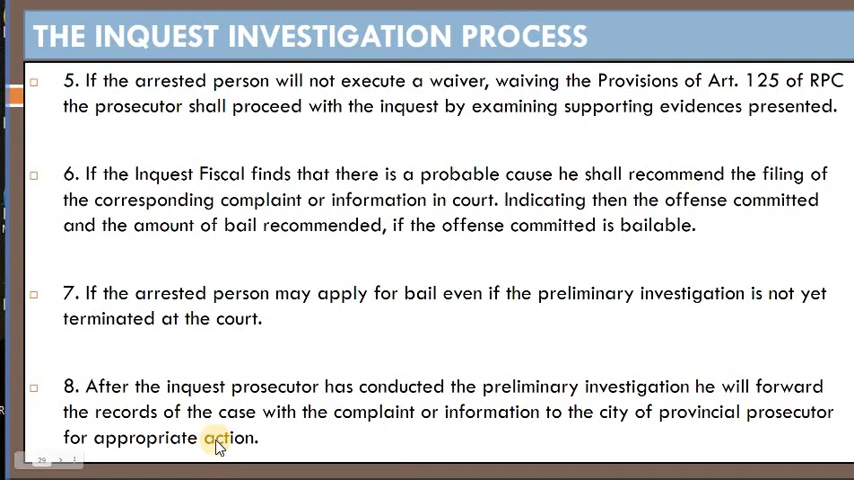 THE INQUEST INVESTIGATION PROCESS
5. If the arrested person will not execute a waiver, waiving the Provisions of Art. 125 of RPC
the prosecutor shall proceed with the inquest by examining supporting evidences presented.
6. If the Inquest Fiscal finds that there is a probable cause he shall recommend the filing of
the corresponding complaint or information in court. Indicating then the offense committed
and the amount of bail recommended, if the offense committed is bailable.
7. If the arrested person may apply for bail even if the preliminary investigation is not yet
terminated at the court.
8. After the inquest prosecutor has conducted the preliminary investigation he will forward
the records of the case with the complaint or information to the city of provincial prosecutor
for appropriate action.
29